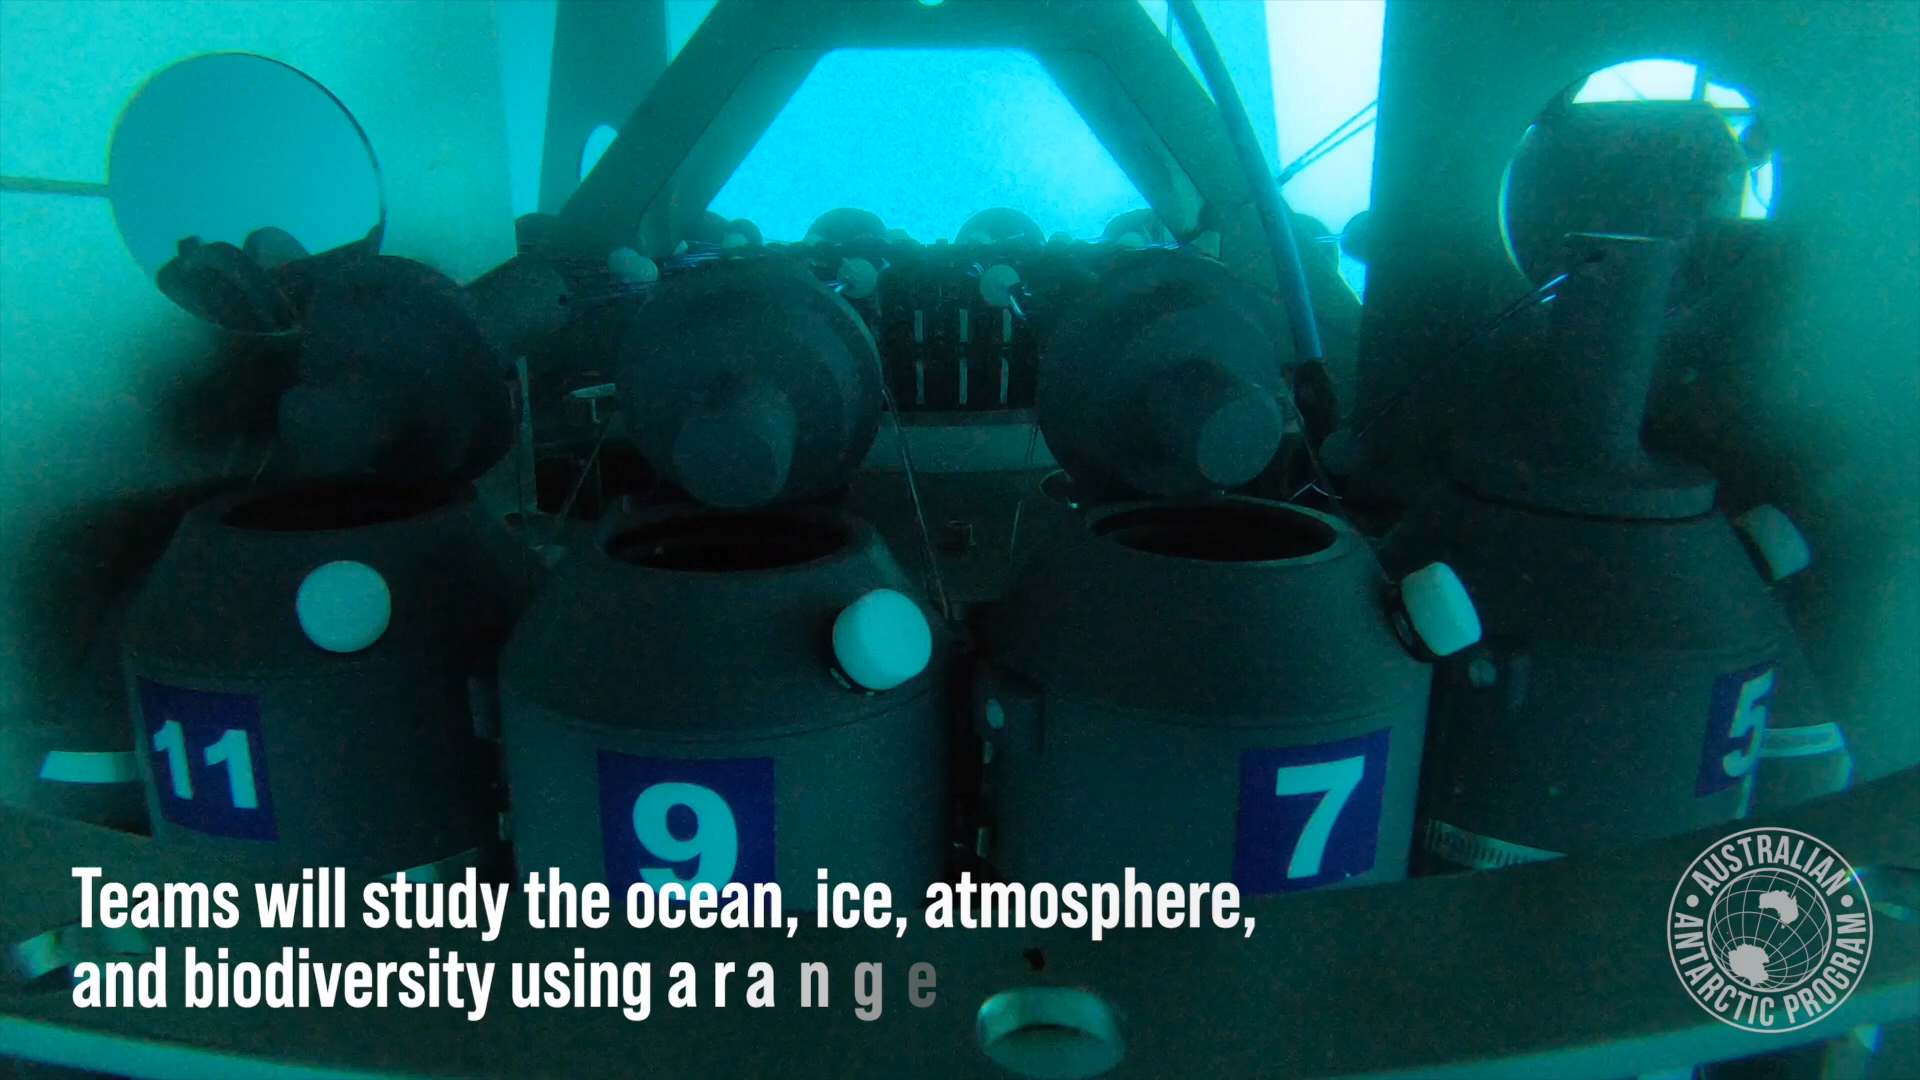 11
9
7
5
Teams will study the ocean, ice, atmosphere,
and biodiversity using a range
AUSTRALIAN
ANTARCTIC PROGRAM